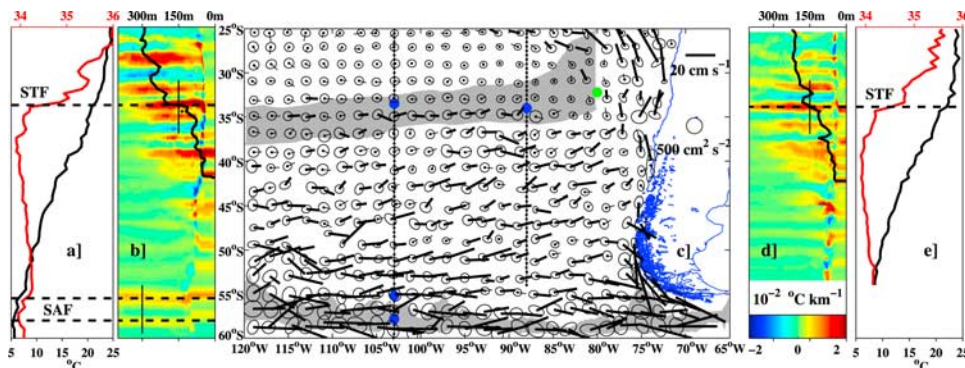 34 35 36
300m 150m 0m
25°S
30°S
35°S
40°S
45°S
50°S
55°S
60°S
STF
SAF
a]
5 10 15 20 25
°C
b]
20 cm s⁻¹
500 cm² s⁻²
c]
120°W 115°W 110°W 105°W 100°W 95°W 90°W 85°W 80°W 75°W 70°W 65°W
300m 150m 0m
d]
10⁻² °C km⁻¹
−2 0 2
34 35 36
STF
e]
5 10 15 20 25
°C